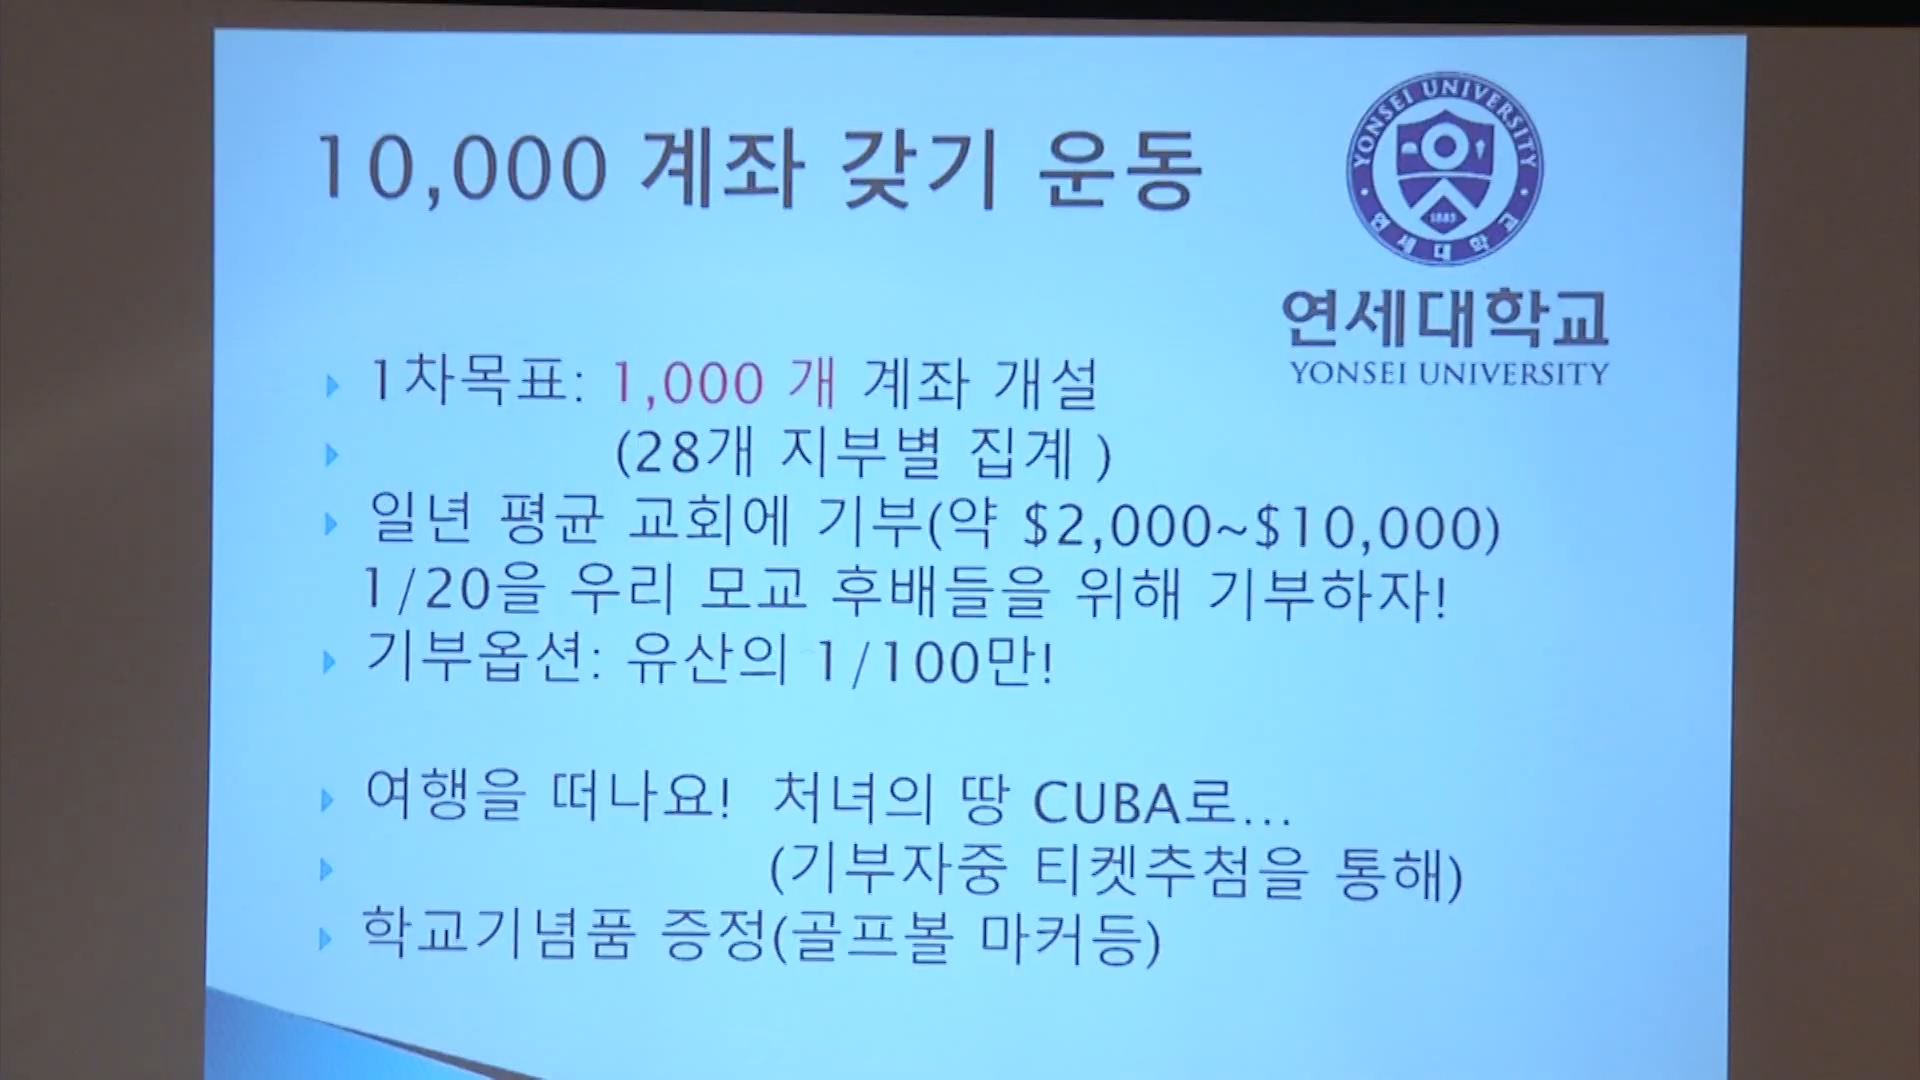 10,000 계좌 갖기 운동
YONSEI UNIVERSITY
1885
연세대학교
연세대학교
YONSEI UNIVERSITY
1차목표: 1,000 개 계좌 개설
(28개 지부별 집계 )
일년 평균 교회에 기부(약 $2,000~$10,000)
1/20을 우리 모교 후배들을 위해 기부하자!
기부옵션: 유산의 1/100만!
여행을 떠나요! 처녀의 땅 CUBA로...
(기부자중 티켓추첨을 통해)
학교기념품 증정(골프볼 마커등)